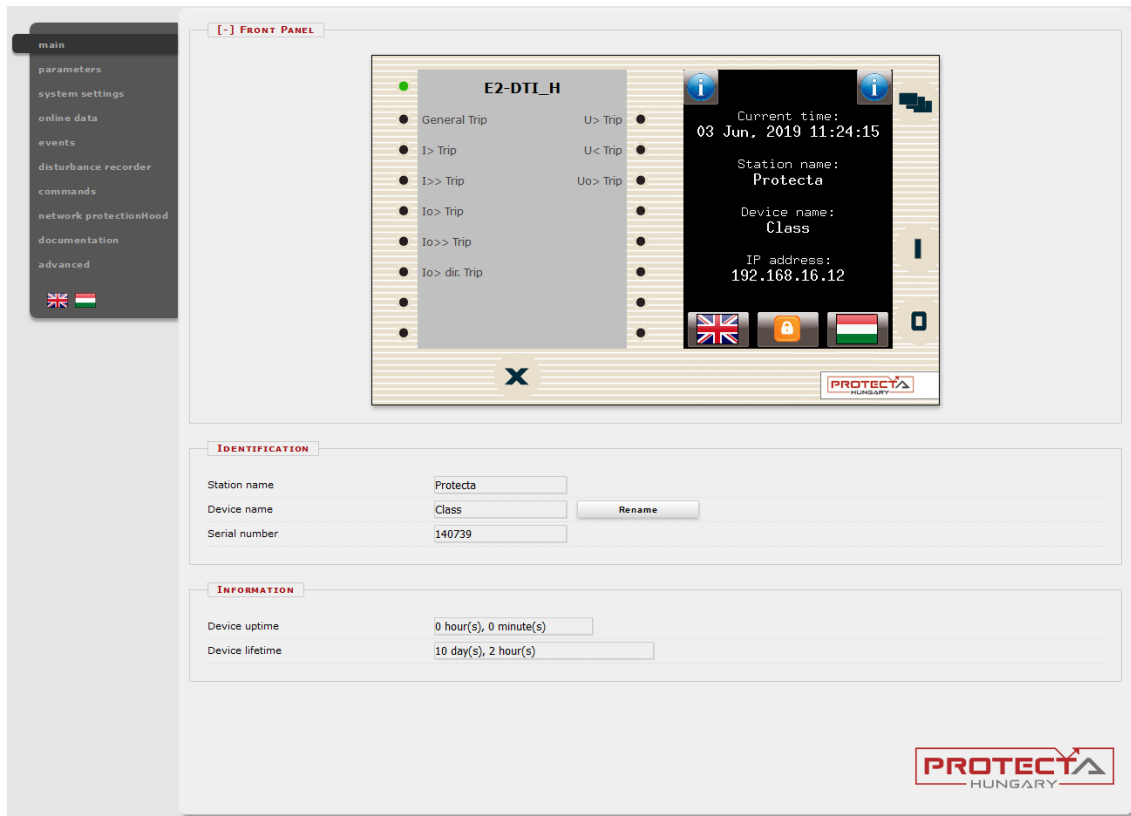 main
parameters
system settings
online data
events
disturbance recorder
commands
network protectionHood
documentation
advanced
[-] Front Panel
E2-DTI_H
General Trip U> Trip
I> Trip U< Trip
I>> Trip Uo> Trip
Io> Trip
Io>> Trip
Io> dir. Trip
X
i i
Current time:
03 Jun, 2019 11:24:15
Station name:
Protecta
Device name:
Class
IP address:
192.168.16.12
I
O
PROTECTA
HUNGARY
Identification
Station name Protecta
Device name Class Rename
Serial number 140739
Information
Device uptime 0 hour(s), 0 minute(s)
Device lifetime 10 day(s), 2 hour(s)
PROTECTA
HUNGARY